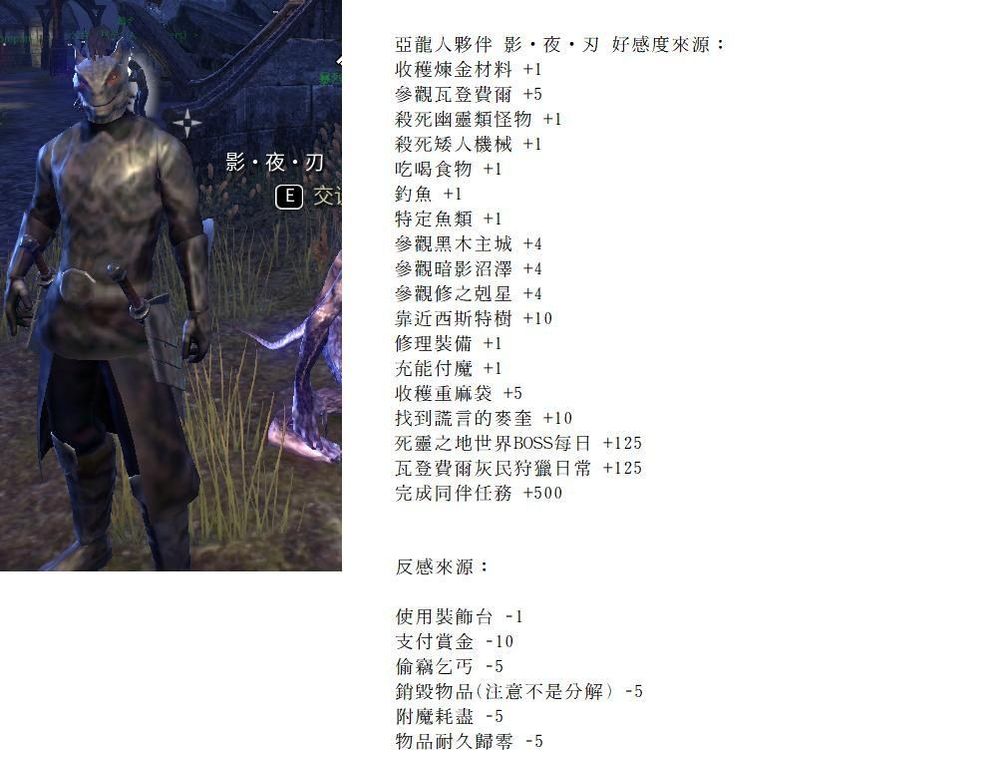 影·夜·刃
E 交
亞龍人夥伴 影·夜·刃 好感度來源：
收穫煉金材料 +1
參觀瓦登費爾 +5
殺死幽靈類怪物 +1
殺死矮人機械 +1
吃喝食物 +1
釣魚 +1
特定魚類 +1
參觀黑木主城 +4
參觀暗影沼澤 +4
參觀修之剋星 +4
靠近西斯特樹 +10
修理裝備 +1
充能付魔 +1
收穫重麻袋 +5
找到謊言的麥奎 +10
死靈之地世界BOSS每日 +125
瓦登費爾灰民狩獵日常 +125
完成同伴任務 +500
反感來源：
使用裝飾台 -1
支付賞金 -10
偷竊乞丐 -5
銷毀物品(注意不是分解) -5
附魔耗盡 -5
物品耐久歸零 -5